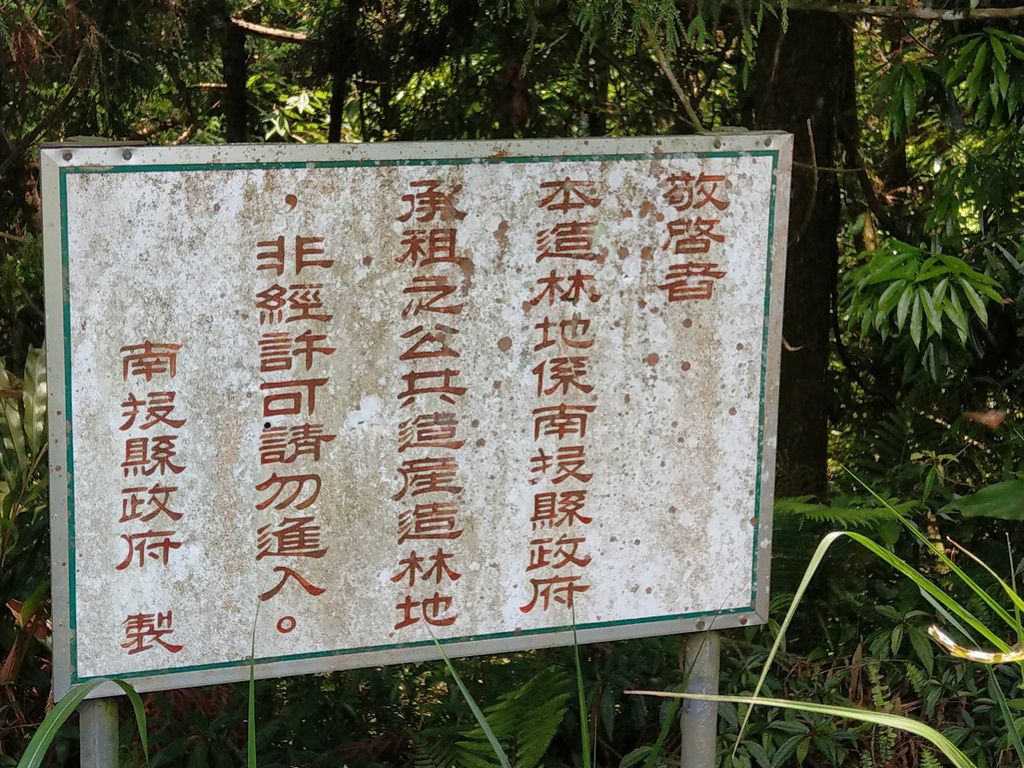 敬啓者
本造林地係南投縣政府
承租之公共造產造林地
，非經許可請勿進入。
南投縣政府 製